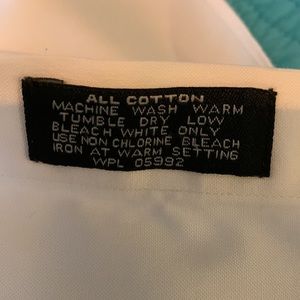 ALL COTTON
MACHINE WASH WARM
TUMBLE DRY LOW
BLEACH WHITE ONLY
USE NON CHLORINE BLEACH
IRON AT WARM SETTING
WPL 05992